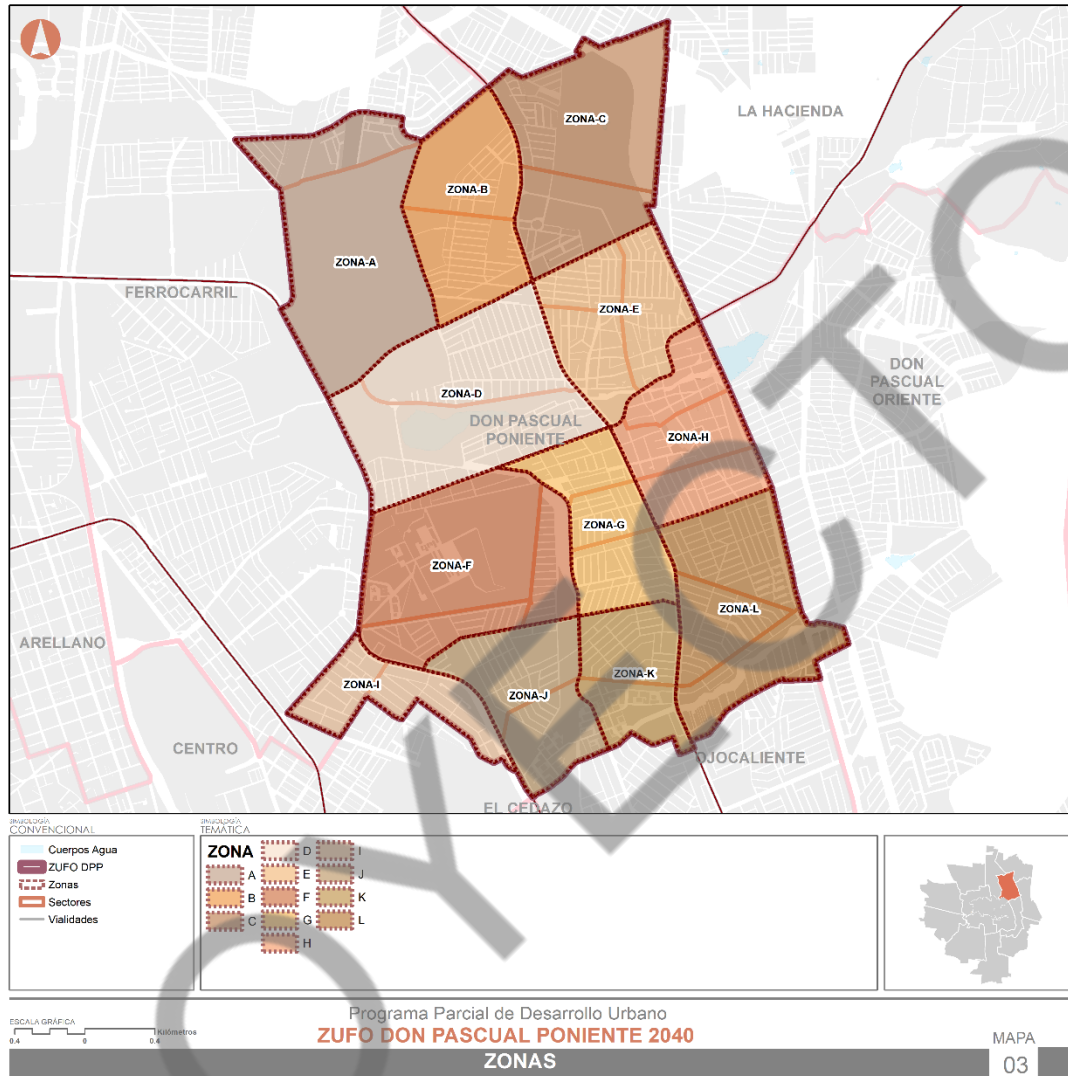 ZONA-C
LA HACIENDA
ZONA-B
ZONA-A
FERROCARRIL
ZONA-E
DON
PASCUAL
ORIENTE
ZONA-D
DON PASCUAL
PONIENTE
ZONA-H
ZONA-G
ZONA-F
ZONA-L
ARELLANO
ZONA-K
ZONA-I
ZONA-J
CENTRO
OJOCALIENTE
EL CEDAZO
PROYECTO
SIMBOLOGÍA
CONVENCIONAL
Cuerpos Agua
ZUFO DPP
Zonas
Sectores
Vialidades
SIMBOLOGÍA
TEMÁTICA
ZONA
A
B
C
D
E
F
G
H
I
J
K
L
ESCALA GRÁFICA
0.4 0 0.4 Kilómetros
Programa Parcial de Desarrollo Urbano
ZUFO DON PASCUAL PONIENTE 2040
ZONAS
MAPA
03